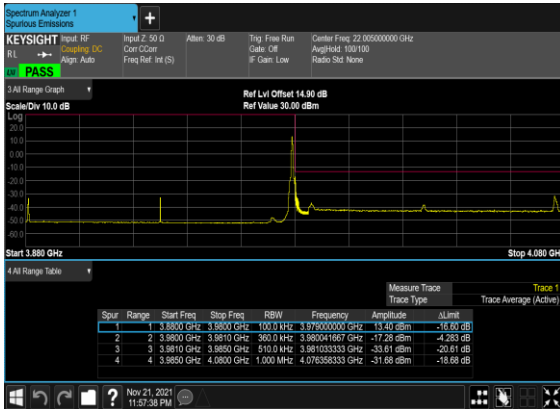 Spectrum Analyzer 1
Spurious Emissions
+
KEYSIGHT Input: RF Input Z: 50 Ω Atten: 30 dB Trig: Free Run Center Freq: 22.005000000 GHz
RL Coupling: DC Corr CCorr Gate: Off Avg|Hold: 100/100
Align: Auto Freq Ref: Int (S) IF Gain: Low Radio Std: None
PASS
3 All Range Graph
Ref Lvl Offset 14.90 dB
Scale/Div 10.0 dB Ref Value 30.00 dBm
Log
20.0
10.0
0.00
-10.0
-20.0
-30.0
-40.0
-50.0
-60.0
Start 3.880 GHz Stop 4.080 GH
4 All Range Table
Measure Trace Trace 1
Trace Type Trace Average (Active)
Spur Range Start Freq Stop Freq RBW Frequency Amplitude ΔLimit
1 1 3.8800 GHz 3.9800 GHz 100.0 kHz 3.979000000 GHz 13.40 dBm -16.60 dB
2 2 3.9800 GHz 3.9810 GHz 360.0 kHz 3.980041667 GHz -17.28 dBm -4.283 dB
3 3 3.9810 GHz 3.9850 GHz 510.0 kHz 3.981033333 GHz -33.61 dBm -20.61 dB
4 4 3.9850 GHz 4.0800 GHz 1.000 MHz 4.076358333 GHz -31.68 dBm -18.68 dB
? Nov 21, 2021
11:57:38 PM